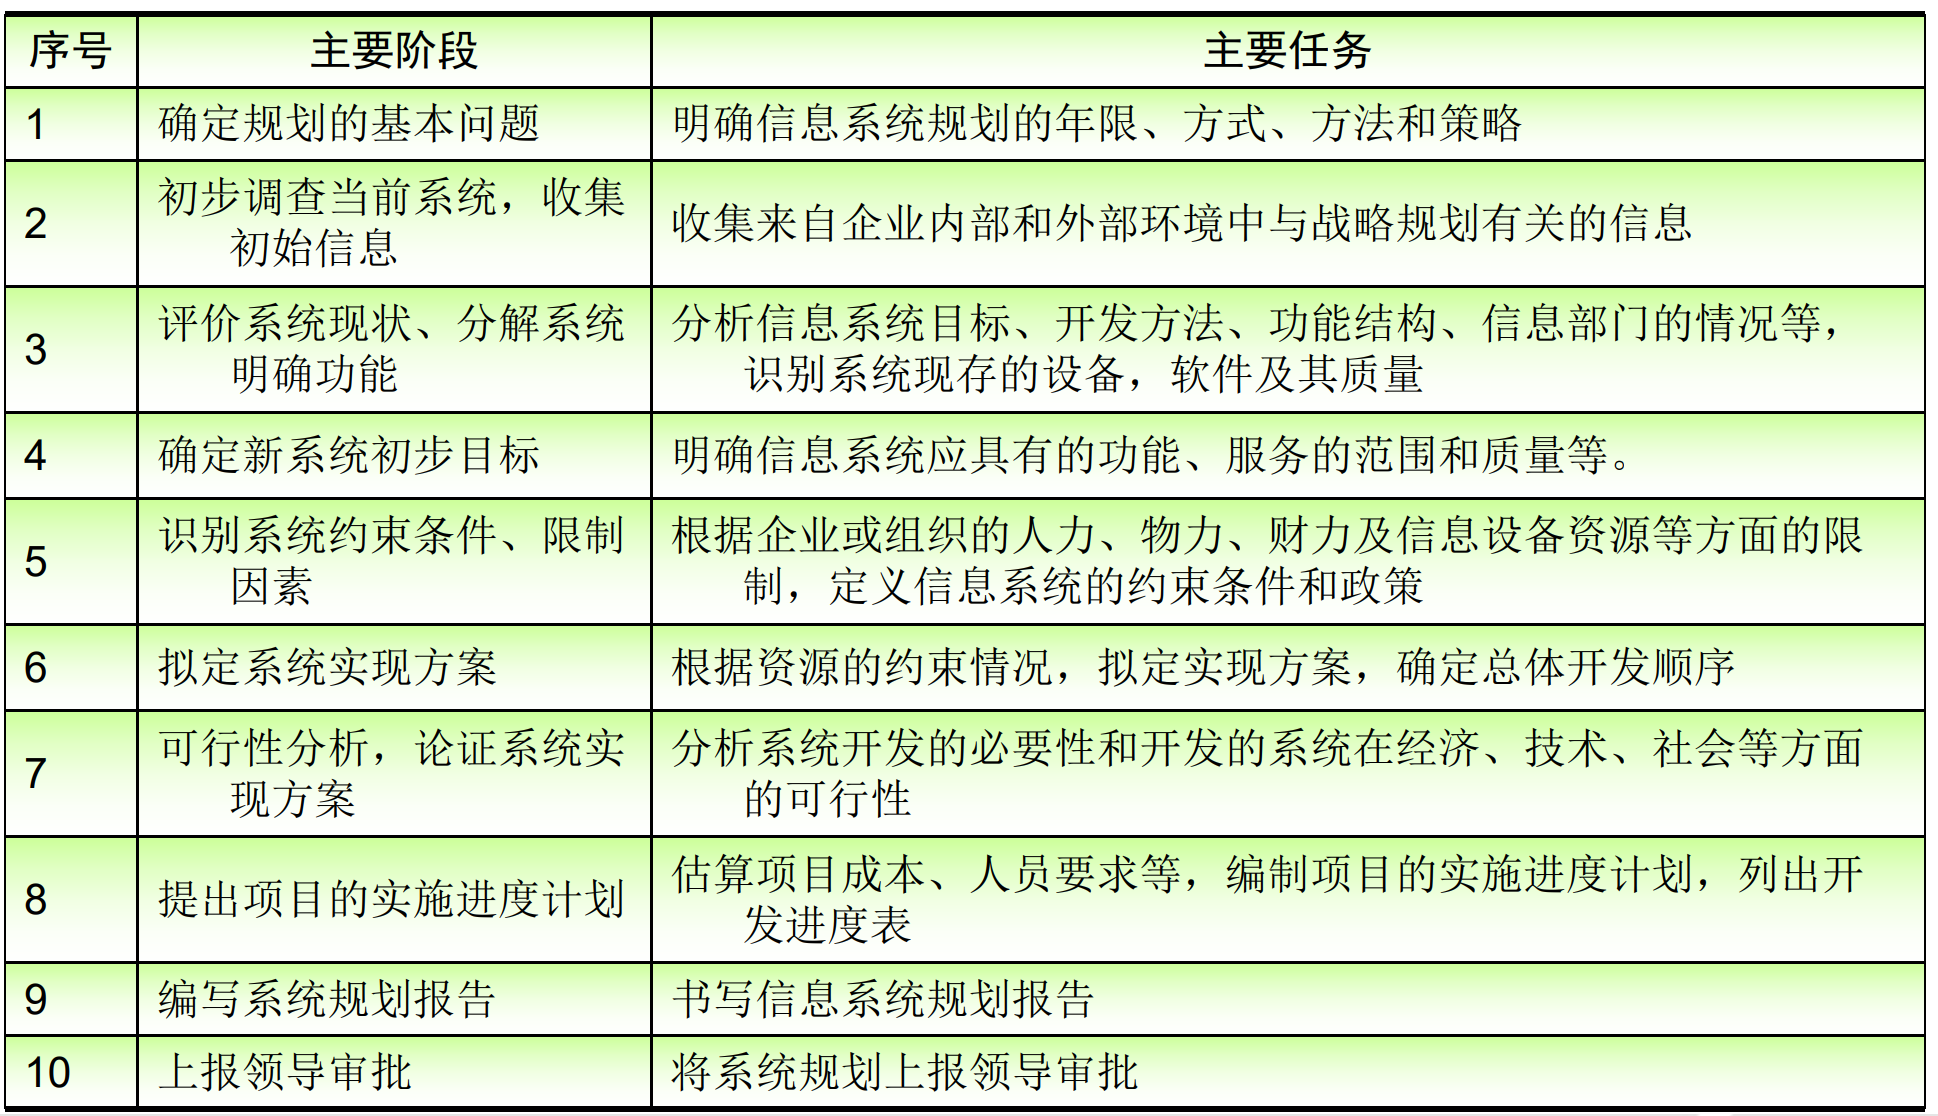 序号 主要阶段 主要任务
1 确定规划的基本问题 明确信息系统规划的年限、方式、方法和策略
2 初步调查当前系统，收集
初始信息 收集来自企业内部和外部环境中与战略规划有关的信息
3 评价系统现状、分解系统
明确功能 分析信息系统目标、开发方法、功能结构、信息部门的情况等，
识别系统现存的设备，软件及其质量
4 确定新系统初步目标 明确信息系统应具有的功能、服务的范围和质量等。
5 识别系统约束条件、限制
因素 根据企业或组织的人力、物力、财力及信息设备资源等方面的限
制，定义信息系统的约束条件和政策
6 拟定系统实现方案 根据资源的约束情况，拟定实现方案，确定总体开发顺序
7 可行性分析，论证系统实
现方案 分析系统开发的必要性和开发的系统在经济、技术、社会等方面
的可行性
8 提出项目的实施进度计划 估算项目成本、人员要求等，编制项目的实施进度计划，列出开
发进度表
9 编写系统规划报告 书写信息系统规划报告
10 上报领导审批 将系统规划上报领导审批